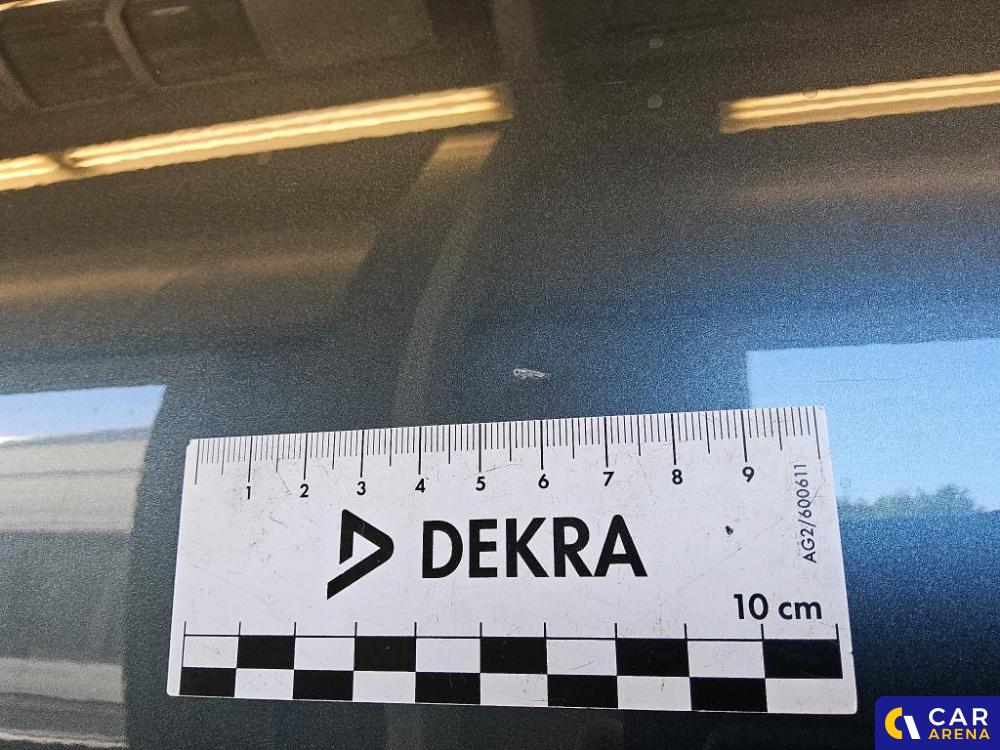 1 2 3 4 5 6 7 8 9
DEKRA
AG2/600611
10 cm
CAR
ARENA